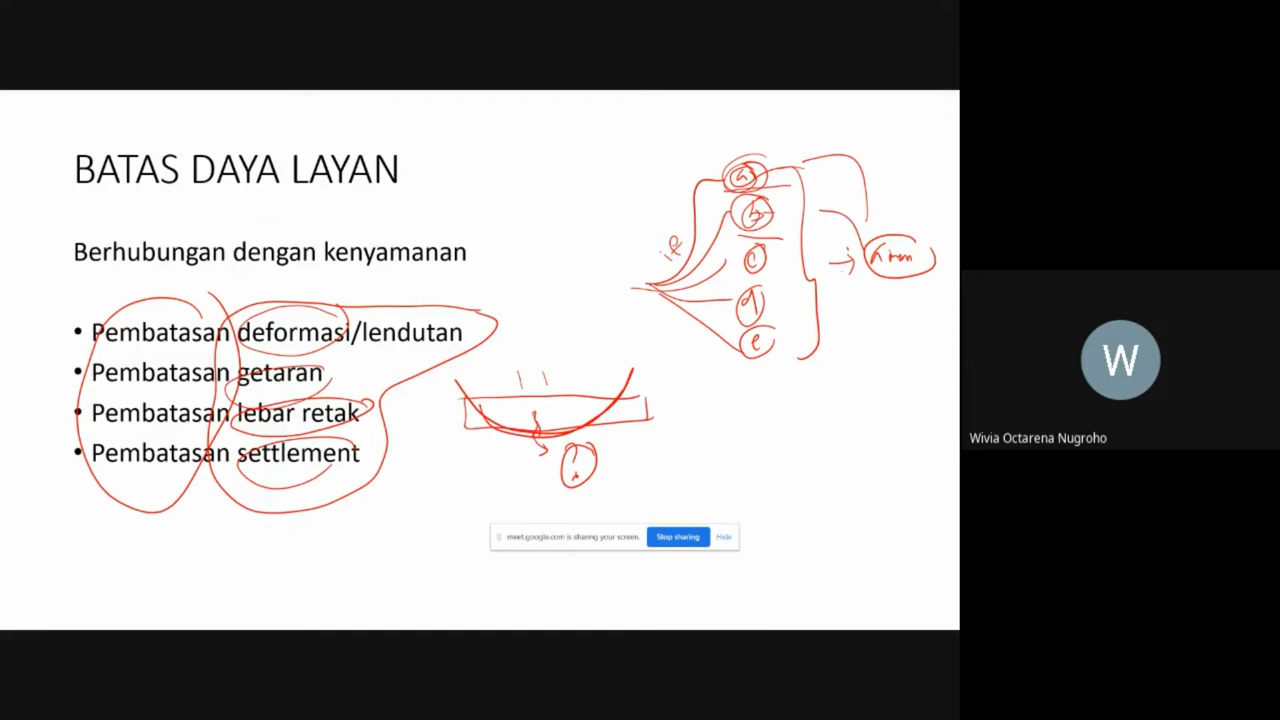 BATAS DAYA LAYAN
Berhubungan dengan kenyamanan
• Pembatasan deformasi/lendutan
• Pembatasan getaran
• Pembatasan lebar retak
• Pembatasan settlement
a
b
c
d
e
?
meet.google.com is sharing your screen.
Stop sharing
Hide
W
Wivia Octarena Nugroho